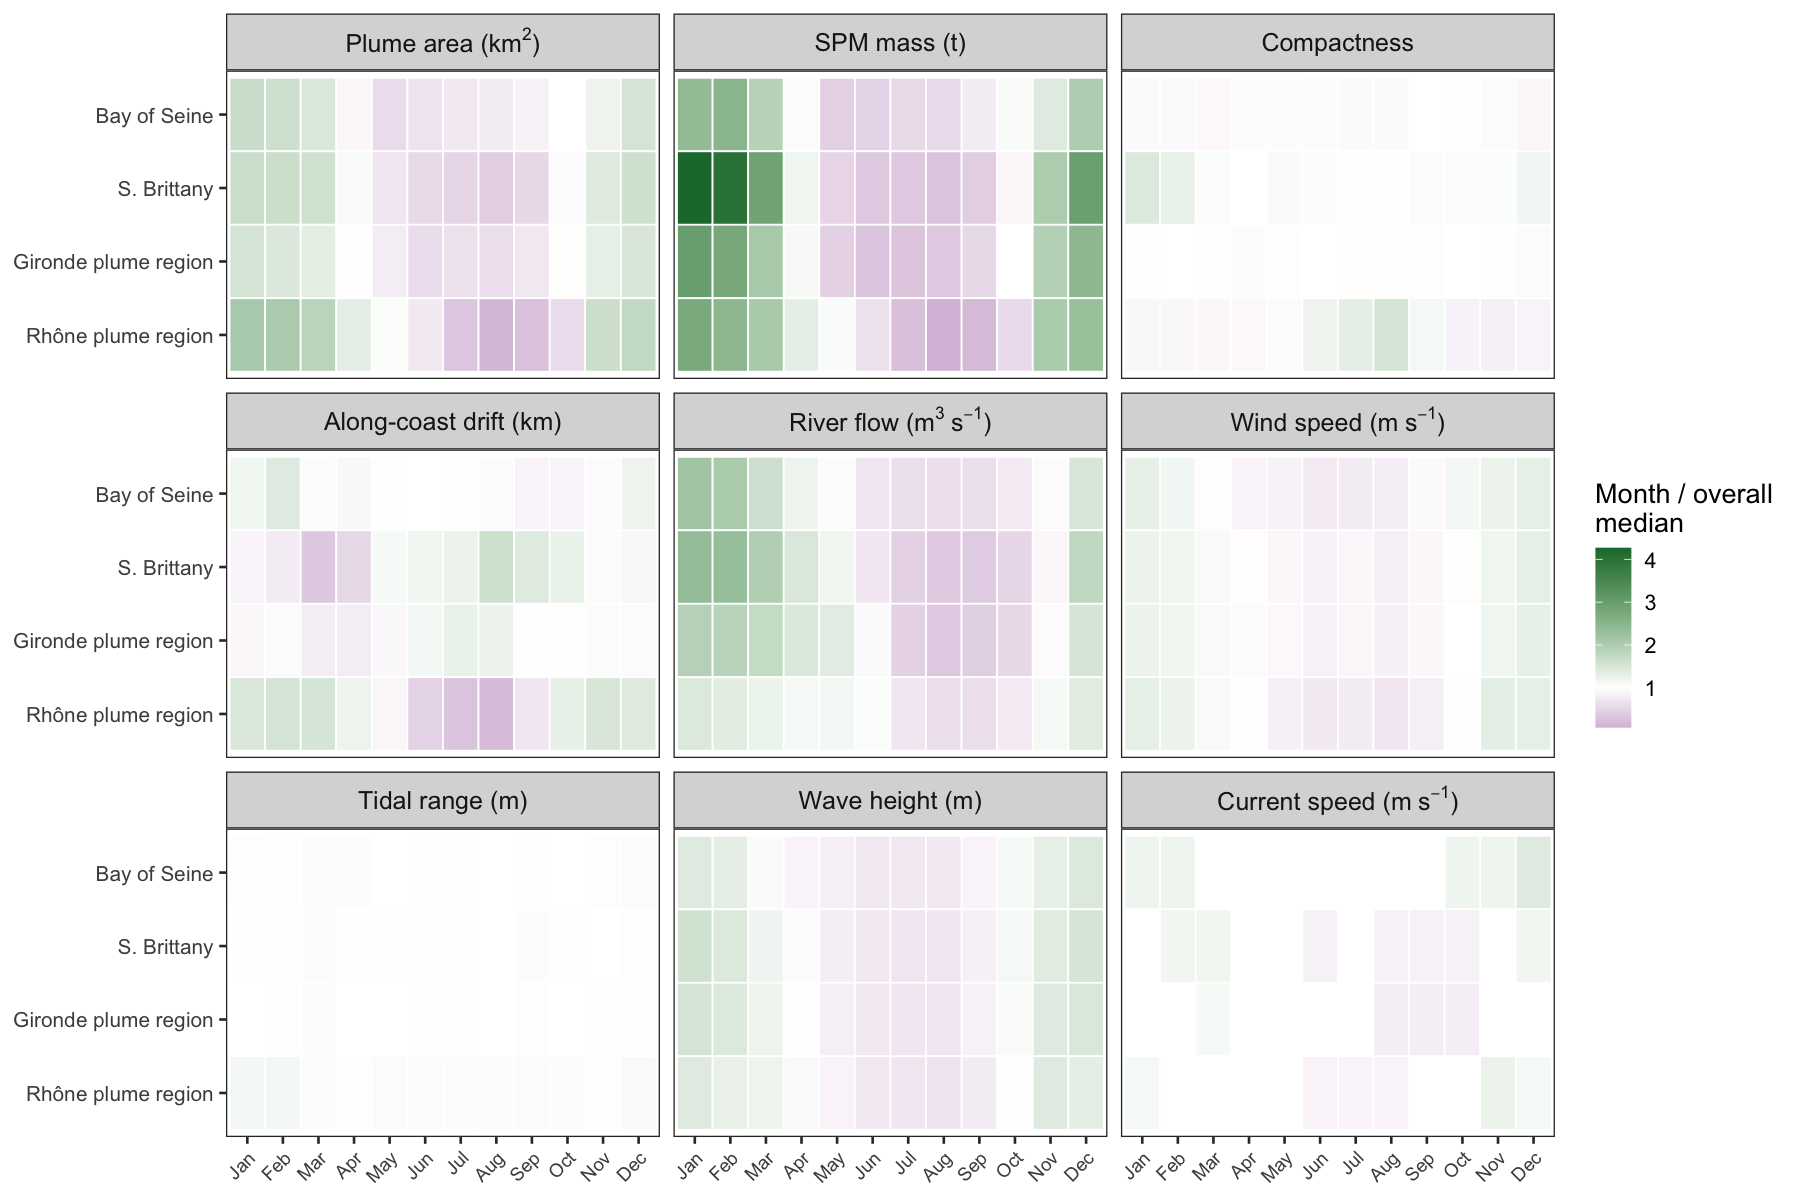 Plume area (km²)
SPM mass (t)
Compactness
Bay of Seine
S. Brittany
Gironde plume region
Rhône plume region
Along-coast drift (km)
River flow (m³ s⁻¹)
Wind speed (m s⁻¹)
Bay of Seine
S. Brittany
Gironde plume region
Rhône plume region
Month / overall
median
4
3
2
1
Tidal range (m)
Wave height (m)
Current speed (m s⁻¹)
Bay of Seine
S. Brittany
Gironde plume region
Rhône plume region
Jan Feb Mar Apr May Jun Jul Aug Sep Oct Nov Dec
Jan Feb Mar Apr May Jun Jul Aug Sep Oct Nov Dec
Jan Feb Mar Apr May Jun Jul Aug Sep Oct Nov Dec